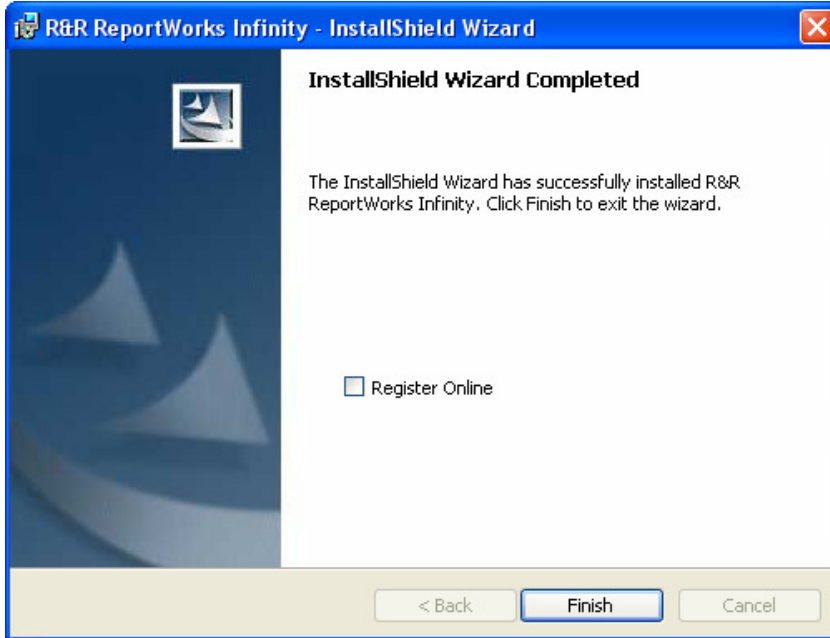 R&R ReportWorks Infinity - InstallShield Wizard
InstallShield Wizard Completed
The InstallShield Wizard has successfully installed R&R
ReportWorks Infinity. Click Finish to exit the wizard.
Register Online
< Back
Finish
Cancel